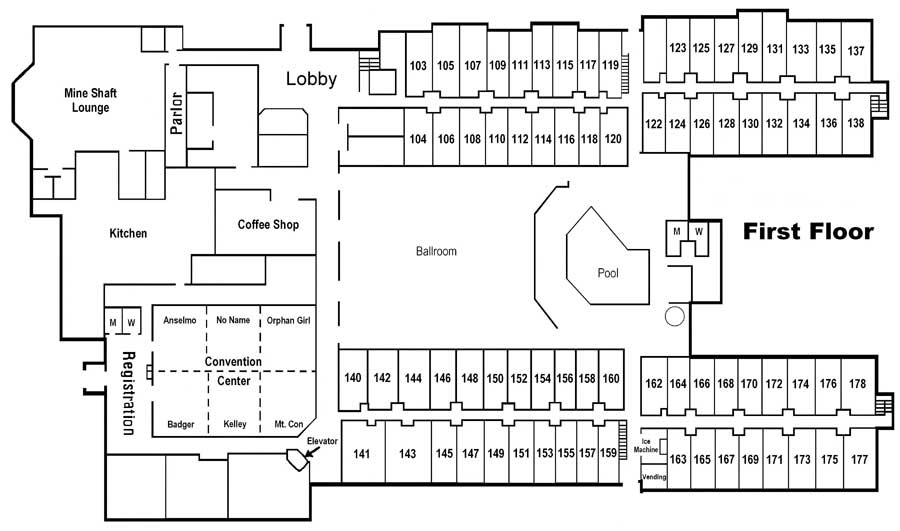 Lobby
Mine Shaft
Lounge
Parlor
103 105 107 109 111 113 115 117 119
123 125 127 129 131 133 135 137
104 106 108 110 112 114 116 118 120
122 124 126 128 130 132 134 136 138
Kitchen
Coffee Shop
Ballroom
Pool
M W
First Floor
M W
Registration
Anselmo No Name Orphan Girl
Convention
Center
Badger Kelley Mt. Con
Elevator
140 142 144 146 148 150 152 154 156 158 160
162 164 166 168 170 172 174 176 178
141 143 145 147 149 151 153 155 157 159
Ice
Machine
Vending
163 165 167 169 171 173 175 177